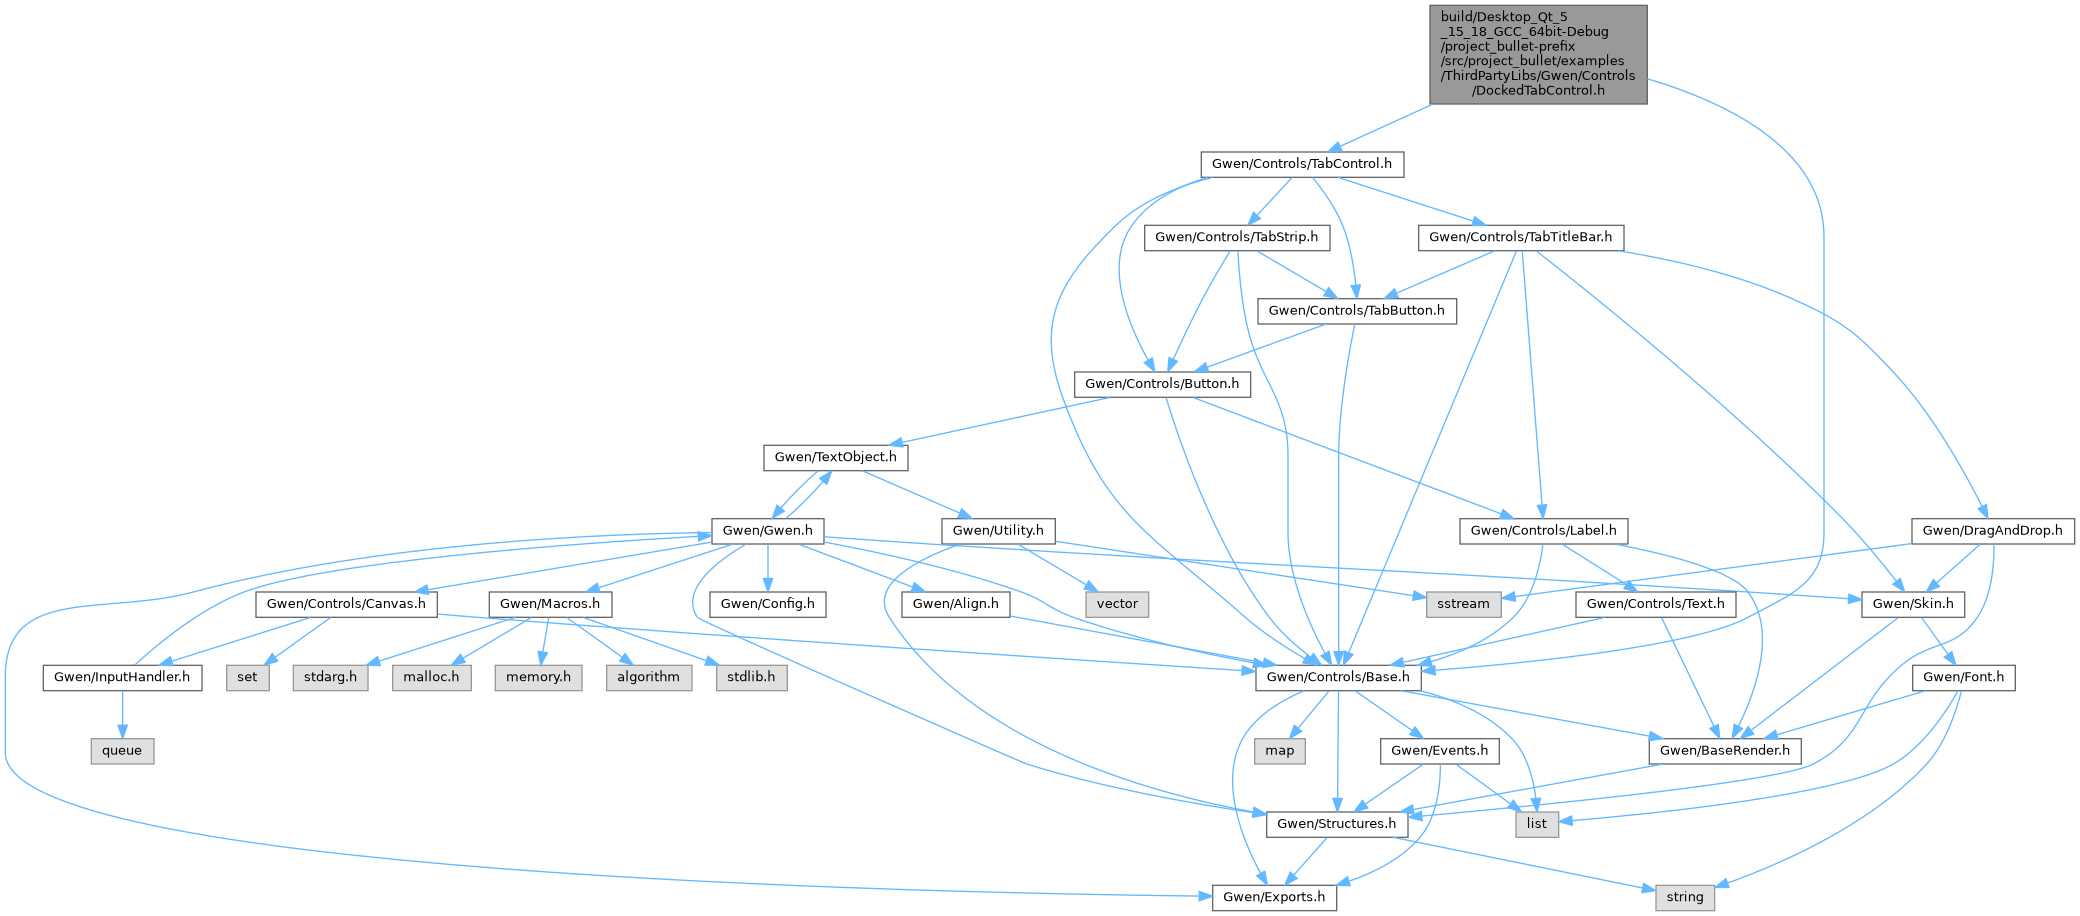 build/Desktop_Qt_5
_15_18_GCC_64bit-Debug
/project_bullet-prefix
/src/project_bullet/examples
/ThirdPartyLibs/Gwen/Controls
/DockedTabControl.h
Gwen/Controls/TabControl.h
Gwen/Controls/TabStrip.h
Gwen/Controls/TabTitleBar.h
Gwen/Controls/TabButton.h
Gwen/Controls/Button.h
Gwen/TextObject.h
Gwen/Gwen.h
Gwen/Utility.h
Gwen/Controls/Label.h
Gwen/DragAndDrop.h
Gwen/Controls/Canvas.h
Gwen/Macros.h
Gwen/Config.h
Gwen/Align.h
vector
sstream
Gwen/Controls/Text.h
Gwen/Skin.h
Gwen/InputHandler.h
set
stdarg.h
malloc.h
memory.h
algorithm
stdlib.h
Gwen/Controls/Base.h
Gwen/Font.h
queue
map
Gwen/Events.h
Gwen/BaseRender.h
Gwen/Structures.h
list
Gwen/Exports.h
string